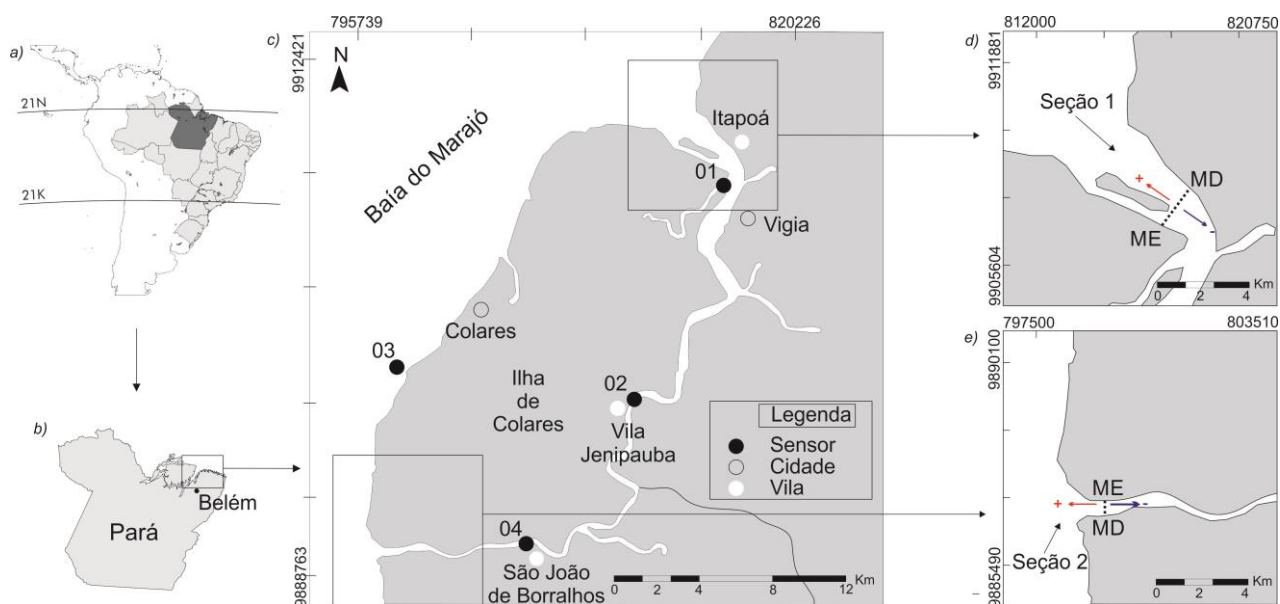 a)
21N
21K
b)
Belém
Pará
c)
795739
820226
9912421
9888763
N
Baía do Marajó
Itapoá
01
Vigia
Colares
03
Ilha
de
Colares
02
Vila
Jenipauba
04
São João
de Borralhos
Legenda
Sensor
Cidade
Vila
0 2 4 8 12 Km
d)
812000
820750
9911881
9905604
Seção 1
+
MD
ME
-
0 2 4 Km
e)
797500
803510
9890100
9885490
ME
+
-
MD
Seção 2
0 2 4 Km